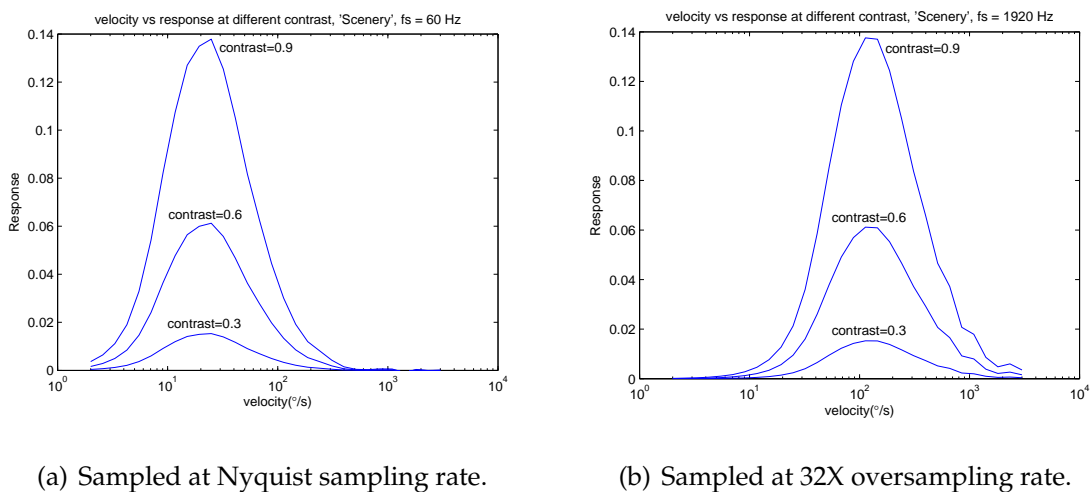 velocity vs response at different contrast, 'Scenery', fs = 60 Hz
0.14
0.12
0.1
0.08
0.06
0.04
0.02
0
Response
contrast=0.9
contrast=0.6
contrast=0.3
10^0
10^1
10^2
10^3
10^4
velocity(°/s)
(a) Sampled at Nyquist sampling rate.
velocity vs response at different contrast, 'Scenery', fs = 1920 Hz
0.14
0.12
0.1
0.08
0.06
0.04
0.02
0
Response
contrast=0.9
contrast=0.6
contrast=0.3
10^0
10^1
10^2
10^3
10^4
velocity(°/s)
(b) Sampled at 32X oversampling rate.